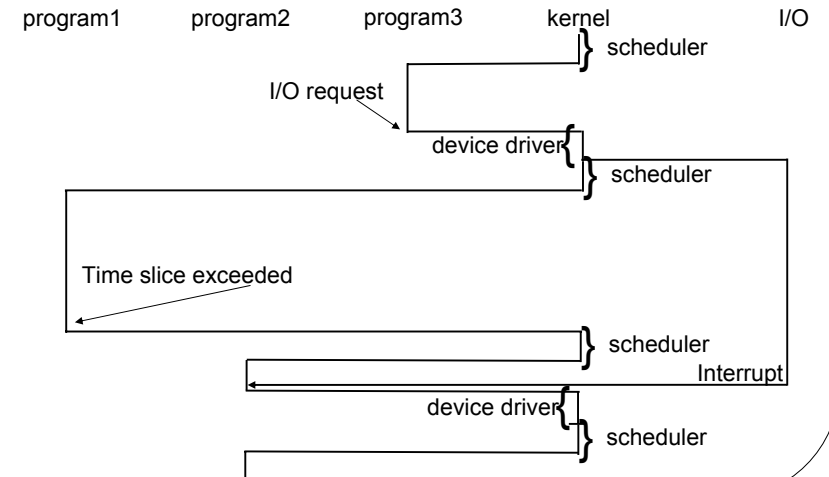 program1 program2 program3 kernel I/O
scheduler
I/O request
device driver
scheduler
Time slice exceeded
scheduler
Interrupt
device driver
scheduler